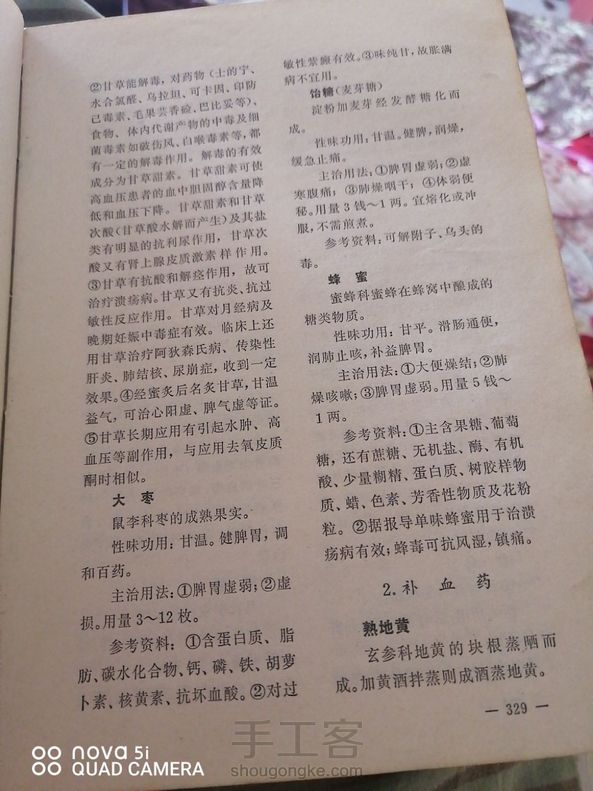 ②甘草能解毒，对药物（土的宁、
水合氯醛、乌拉坦、可卡因、印防
己毒素、毛果芸香碱、巴比妥等）、
食物、体内代谢产物的中毒及细
菌毒素如破伤风、白喉毒素等，都
有一定的解毒作用。解毒的有效
成分为甘草甜素。甘草甜素可使
高血压患者的血中胆固醇含量降
低和血压下降。甘草甜素和甘草
次酸（甘草酸水解而产生）及其盐
类有明显的抗利尿作用，甘草次
酸又有肾上腺皮质激素样作用。
③甘草有抗酸和解痉作用，故可
治疗溃疡病。甘草又有抗炎、抗过
敏性反应作用。甘草对月经病及
晚期妊娠中毒症有效。临床上还
用甘草治疗阿狄森氏病、传染性
肝炎、肺结核、尿崩症，收到一定
效果。④经蜜炙后名炙甘草，甘温
益气，可治心阳虚、脾气虚等证。
⑤甘草长期应用有引起水肿、高
血压等副作用，与应用去氧皮质
酮时相似。
大枣
鼠李科枣的成熟果实。
性味功用：甘温。健脾胃，调
和百药。
主治用法：①脾胃虚弱；②虚
损。用量3～12枚。
参考资料：①含蛋白质、脂
肪、碳水化合物、钙、磷、铁、胡萝
卜素、核黄素、抗坏血酸。②对过
敏性紫癜有效。③味纯甘，故胀满
病不宜用。
饴糖（麦芽糖）
淀粉加麦芽经发酵糖化而
成。
性味功用：甘温。健脾，润燥，
缓急止痛。
主治用法：①脾胃虚弱；②虚
寒腹痛；③肺燥咽干；④体弱便
秘。用量3钱～1两。宜熔化或冲
服，不需煎煮。
参考资料：可解附子、乌头的
毒。
蜂蜜
蜜蜂科蜜蜂在蜂窝中酿成的
糖类物质。
性味功用：甘平。滑肠通便，
润肺止咳，补益脾胃。
主治用法：①大便燥结；②肺
燥咳嗽；③脾胃虚弱。用量5钱～
1两。
参考资料：①主含果糖、葡萄
糖，还有蔗糖、无机盐、酶、有机
酸、少量糊精、蛋白质、树胶样物
质、蜡、色素、芳香性物质及花粉
粒。②据报导单味蜂蜜用于治溃
疡病有效；蜂毒可抗风湿，镇痛。
2.补血药
熟地黄
玄参科地黄的块根蒸晒而
成。加黄酒拌蒸则成酒蒸地黄。
— 329 —
nova 5i
QUAD CAMERA
手工客
shougongke.com